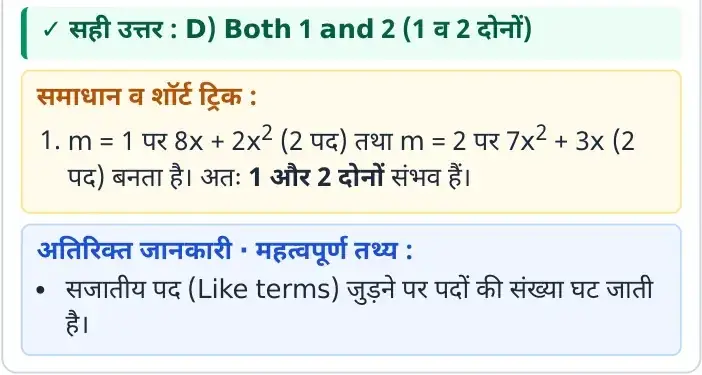 ✓ सही उत्तर : D) Both 1 and 2 (1 व 2 दोनों)
समाधान व शॉर्ट ट्रिक :
1. m = 1 पर 8x + 2x² (2 पद) तथा m = 2 पर 7x² + 3x (2
पद) बनता है। अतः 1 और 2 दोनों संभव हैं।
अतिरिक्त जानकारी · महत्वपूर्ण तथ्य :
• सजातीय पद (Like terms) जुड़ने पर पदों की संख्या घट जाती
है।